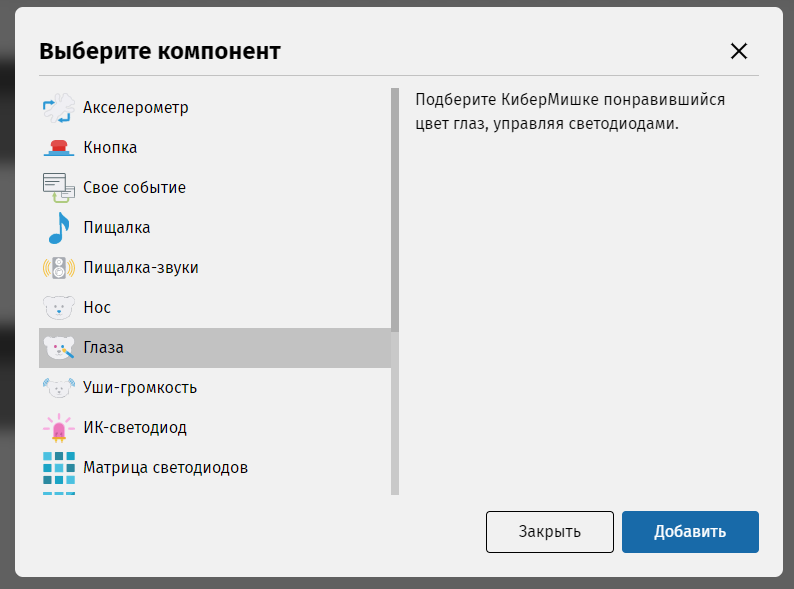 Выберите компонент
Акселерометр
Кнопка
Свое событие
Пищалка
Пищалка-звуки
Нос
Глаза
Уши-громкость
ИК-светодиод
Матрица светодиодов
Подберите КиберМишке понравившийся
цвет глаз, управляя светодиодами.
Закрыть
Добавить